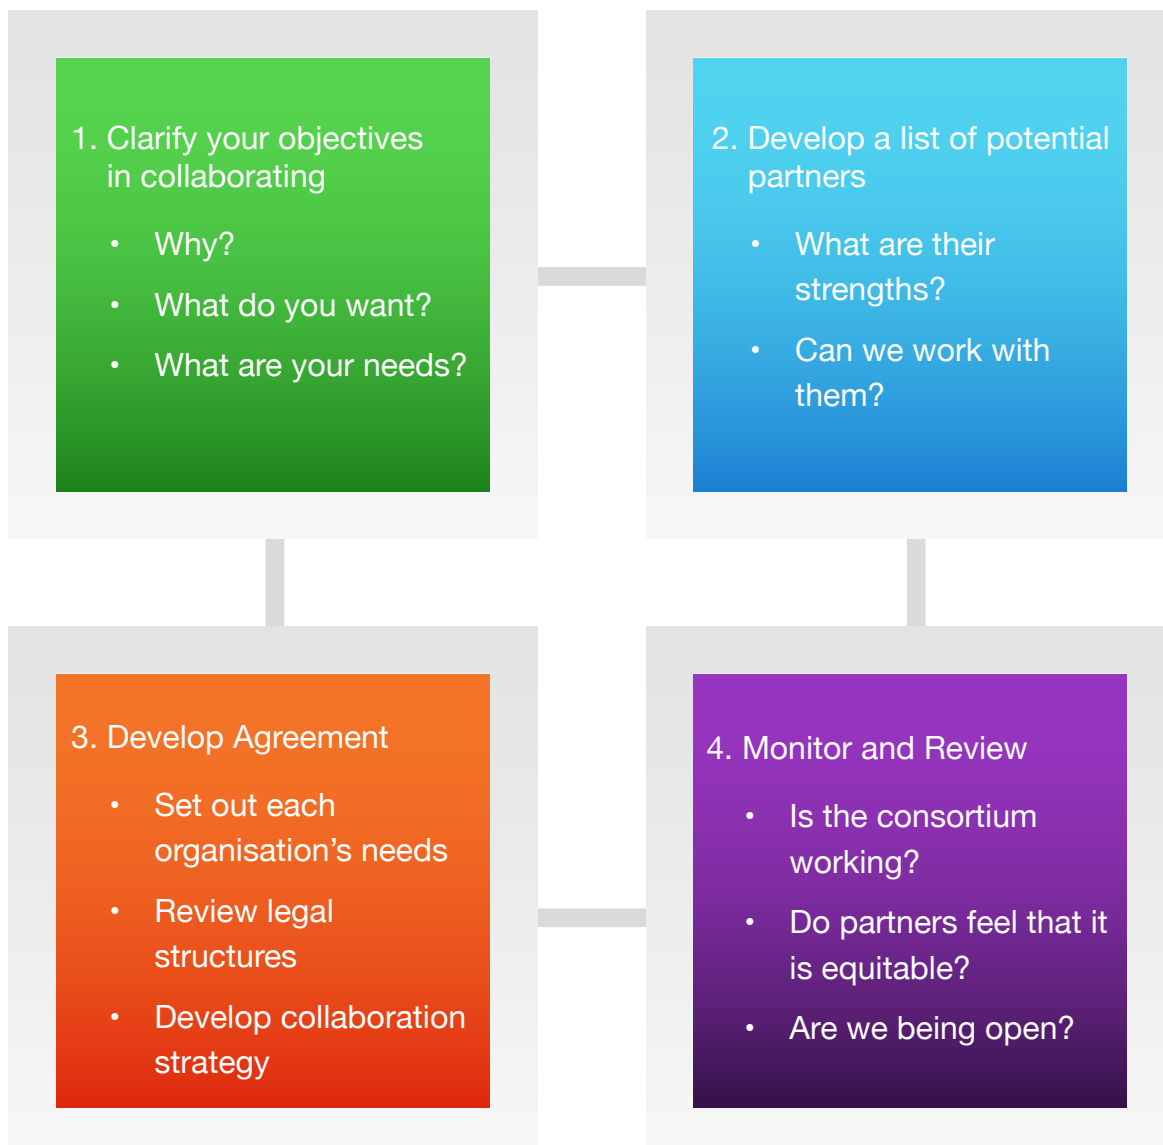 1. Clarify your objectives
in collaborating
• Why?
• What do you want?
• What are your needs?
2. Develop a list of potential
partners
• What are their
strengths?
• Can we work with
them?
3. Develop Agreement
• Set out each
organisation’s needs
• Review legal
structures
• Develop collaboration
strategy
4. Monitor and Review
• Is the consortium
working?
• Do partners feel that it
is equitable?
• Are we being open?